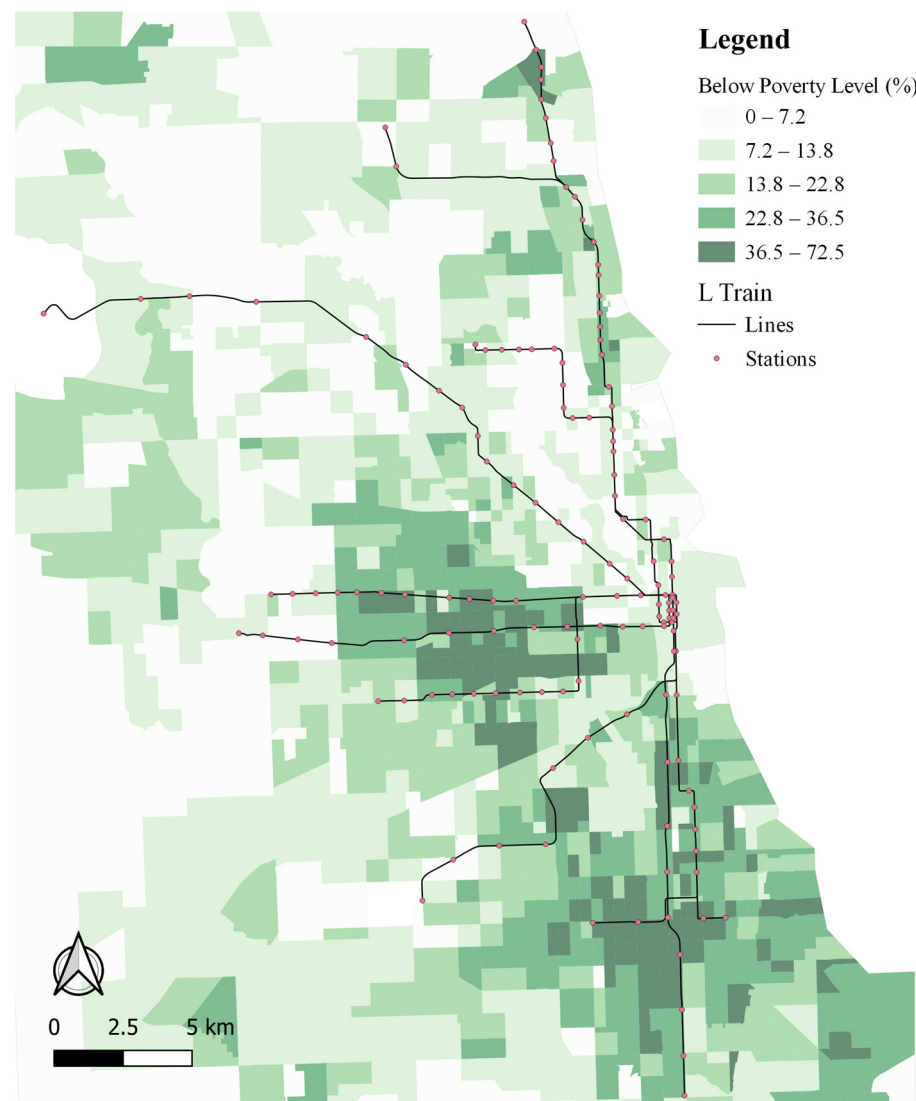 Legend
Below Poverty Level (%)
0 – 7.2
7.2 – 13.8
13.8 – 22.8
22.8 – 36.5
36.5 – 72.5
L Train
Lines
Stations
0 2.5 5 km